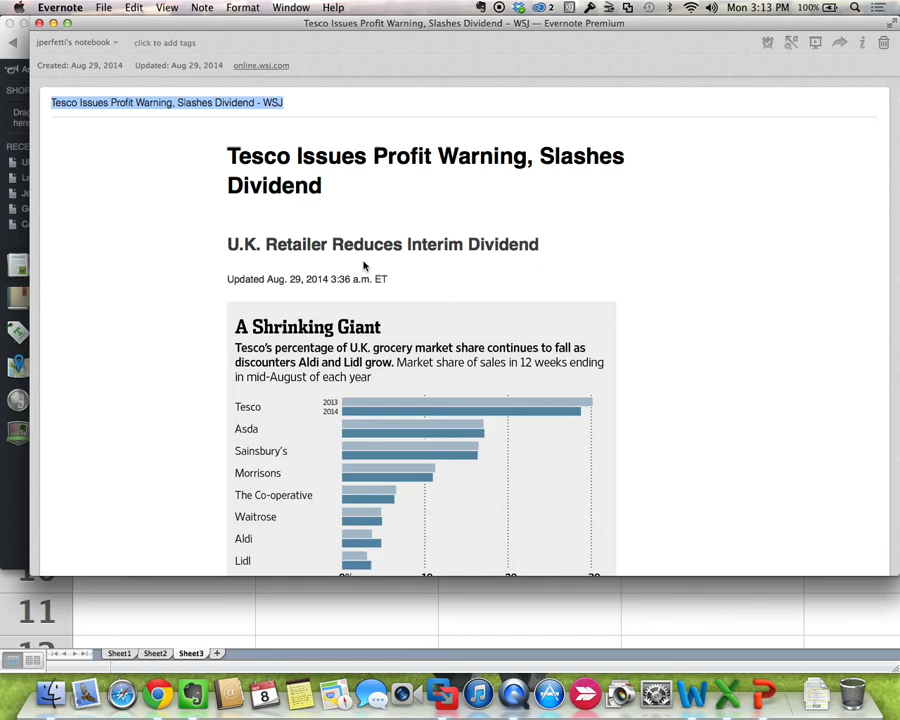 Evernote File Edit View Note Format Window Help 2 Mon 3:13 PM 100%
Tesco Issues Profit Warning, Slashes Dividend – WSJ — Evernote Premium
jperfetti's notebook click to add tags
Created: Aug 29, 2014 Updated: Aug 29, 2014 online.wsj.com
Tesco Issues Profit Warning, Slashes Dividend - WSJ
Tesco Issues Profit Warning, Slashes
Dividend
U.K. Retailer Reduces Interim Dividend
Updated Aug. 29, 2014 3:36 a.m. ET
A Shrinking Giant
Tesco's percentage of U.K. grocery market share continues to fall as
discounters Aldi and Lidl grow. Market share of sales in 12 weeks ending
in mid-August of each year
Tesco 2013
2014
Asda
Sainsbury's
Morrisons
The Co-operative
Waitrose
Aldi
Lidl
11
Sheet1 Sheet2 Sheet3
8